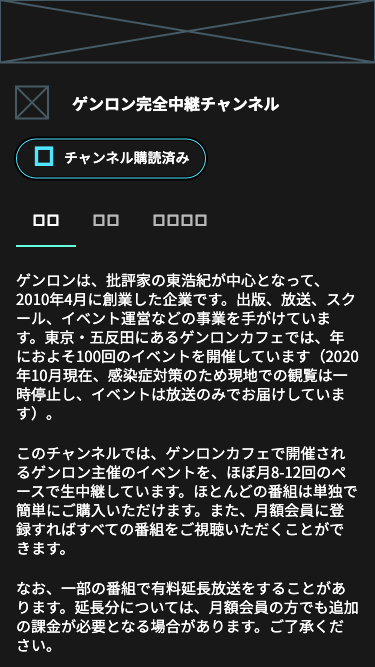 ゲンロン完全中継チャンネル
チャンネル購読済み
ゲンロンは、批評家の東浩紀が中心となって、
2010年4月に創業した企業です。出版、放送、スク
ール、イベント運営などの事業を手がけていま
す。東京・五反田にあるゲンロンカフェでは、年
におよそ100回のイベントを開催しています（2020
年10月現在、感染症対策のため現地での観覧は一
時停止し、イベントは放送のみでお届けしていま
す）。
このチャンネルでは、ゲンロンカフェで開催され
るゲンロン主催のイベントを、ほぼ月8-12回のペ
ースで生中継しています。ほとんどの番組は単独で
簡単にご購入いただけます。また、月額会員に登
録すればすべての番組をご視聴いただくことがで
きます。
なお、一部の番組で有料延長放送をすることがあ
ります。延長分については、月額会員の方でも追加
の課金が必要となる場合があります。ご了承くだ
さい。